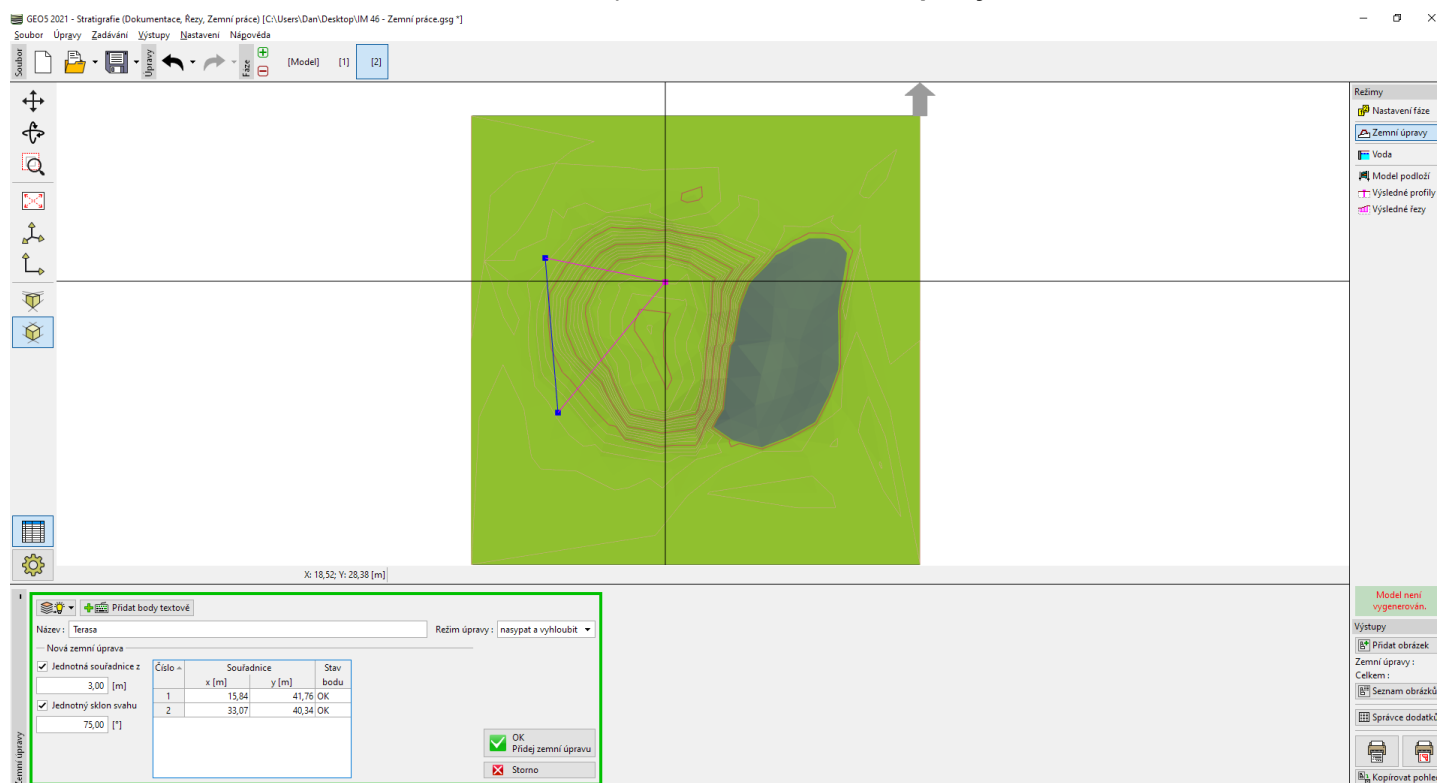 GEO5 2021 - Stratigrafie (Dokumentace, Řezy, Zemní práce) [C:\Users\Dan\Desktop\IM 46 - Zemní práce.gsg *]
Soubor Úpravy Zadávání Výstupy Nastavení Nápověda
Soubor
Úpravy
Fáze
[Model] [1] [2]
Režimy
Nastavení fáze
Zemní úpravy
Voda
Model podloží
Výsledné profily
Výsledné řezy
X: 18,52; Y: 28,38 [m]
Zemní úpravy
Přidat body textové
Název : Terasa
Režim úpravy : nasypat a vyhloubit
Nová zemní úprava
Jednotná souřadnice z
3,00 [m]
Jednotný sklon svahu
75,00 [°]
Číslo Souřadnice Stav
x [m] y [m] bodu
1 15,84 41,76 OK
2 33,07 40,34 OK
OK
Přidej zemní úpravu
Storno
Model není
vygenerován.
Výstupy
Přidat obrázek
Zemní úpravy :
Celkem :
Seznam obrázků
Správce dodatků
Kopírovat pohled